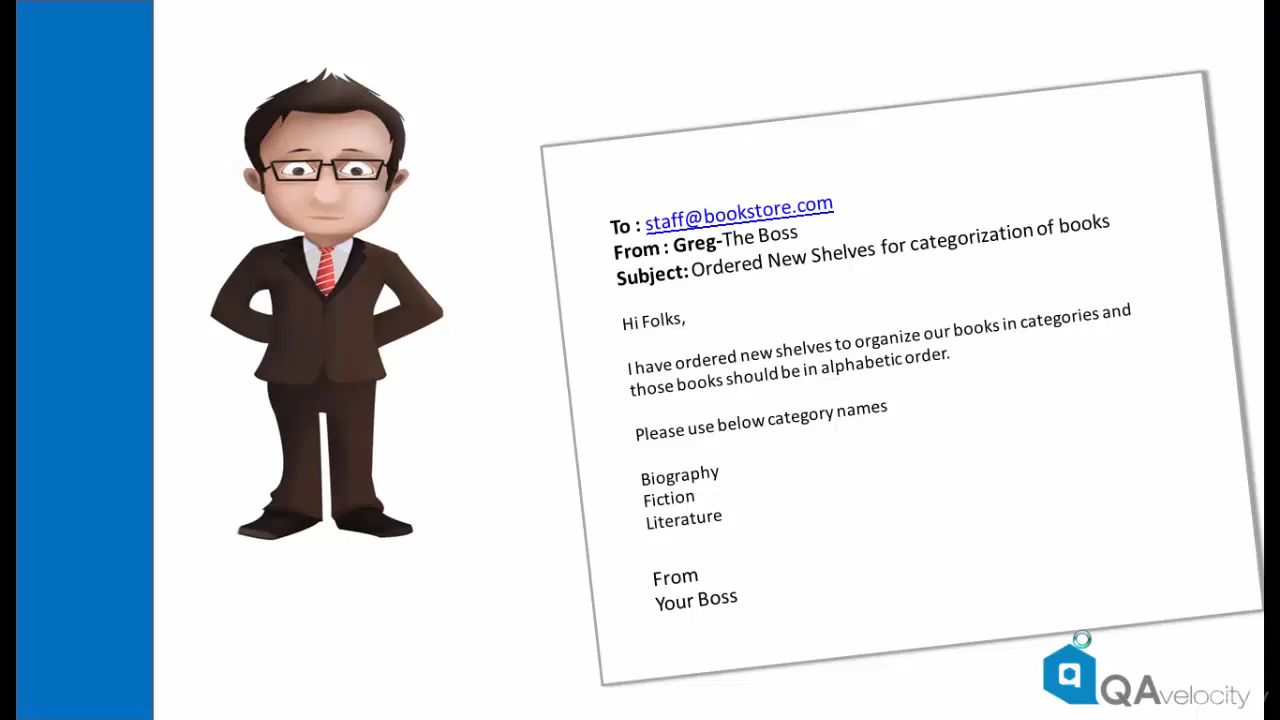 To : staff@bookstore.com
From : Greg-The Boss
Subject: Ordered New Shelves for categorization of books
Hi Folks,
I have ordered new shelves to organize our books in categories and
those books should be in alphabetic order.
Please use below category names
Biography
Fiction
Literature
From
Your Boss
QAvelocity